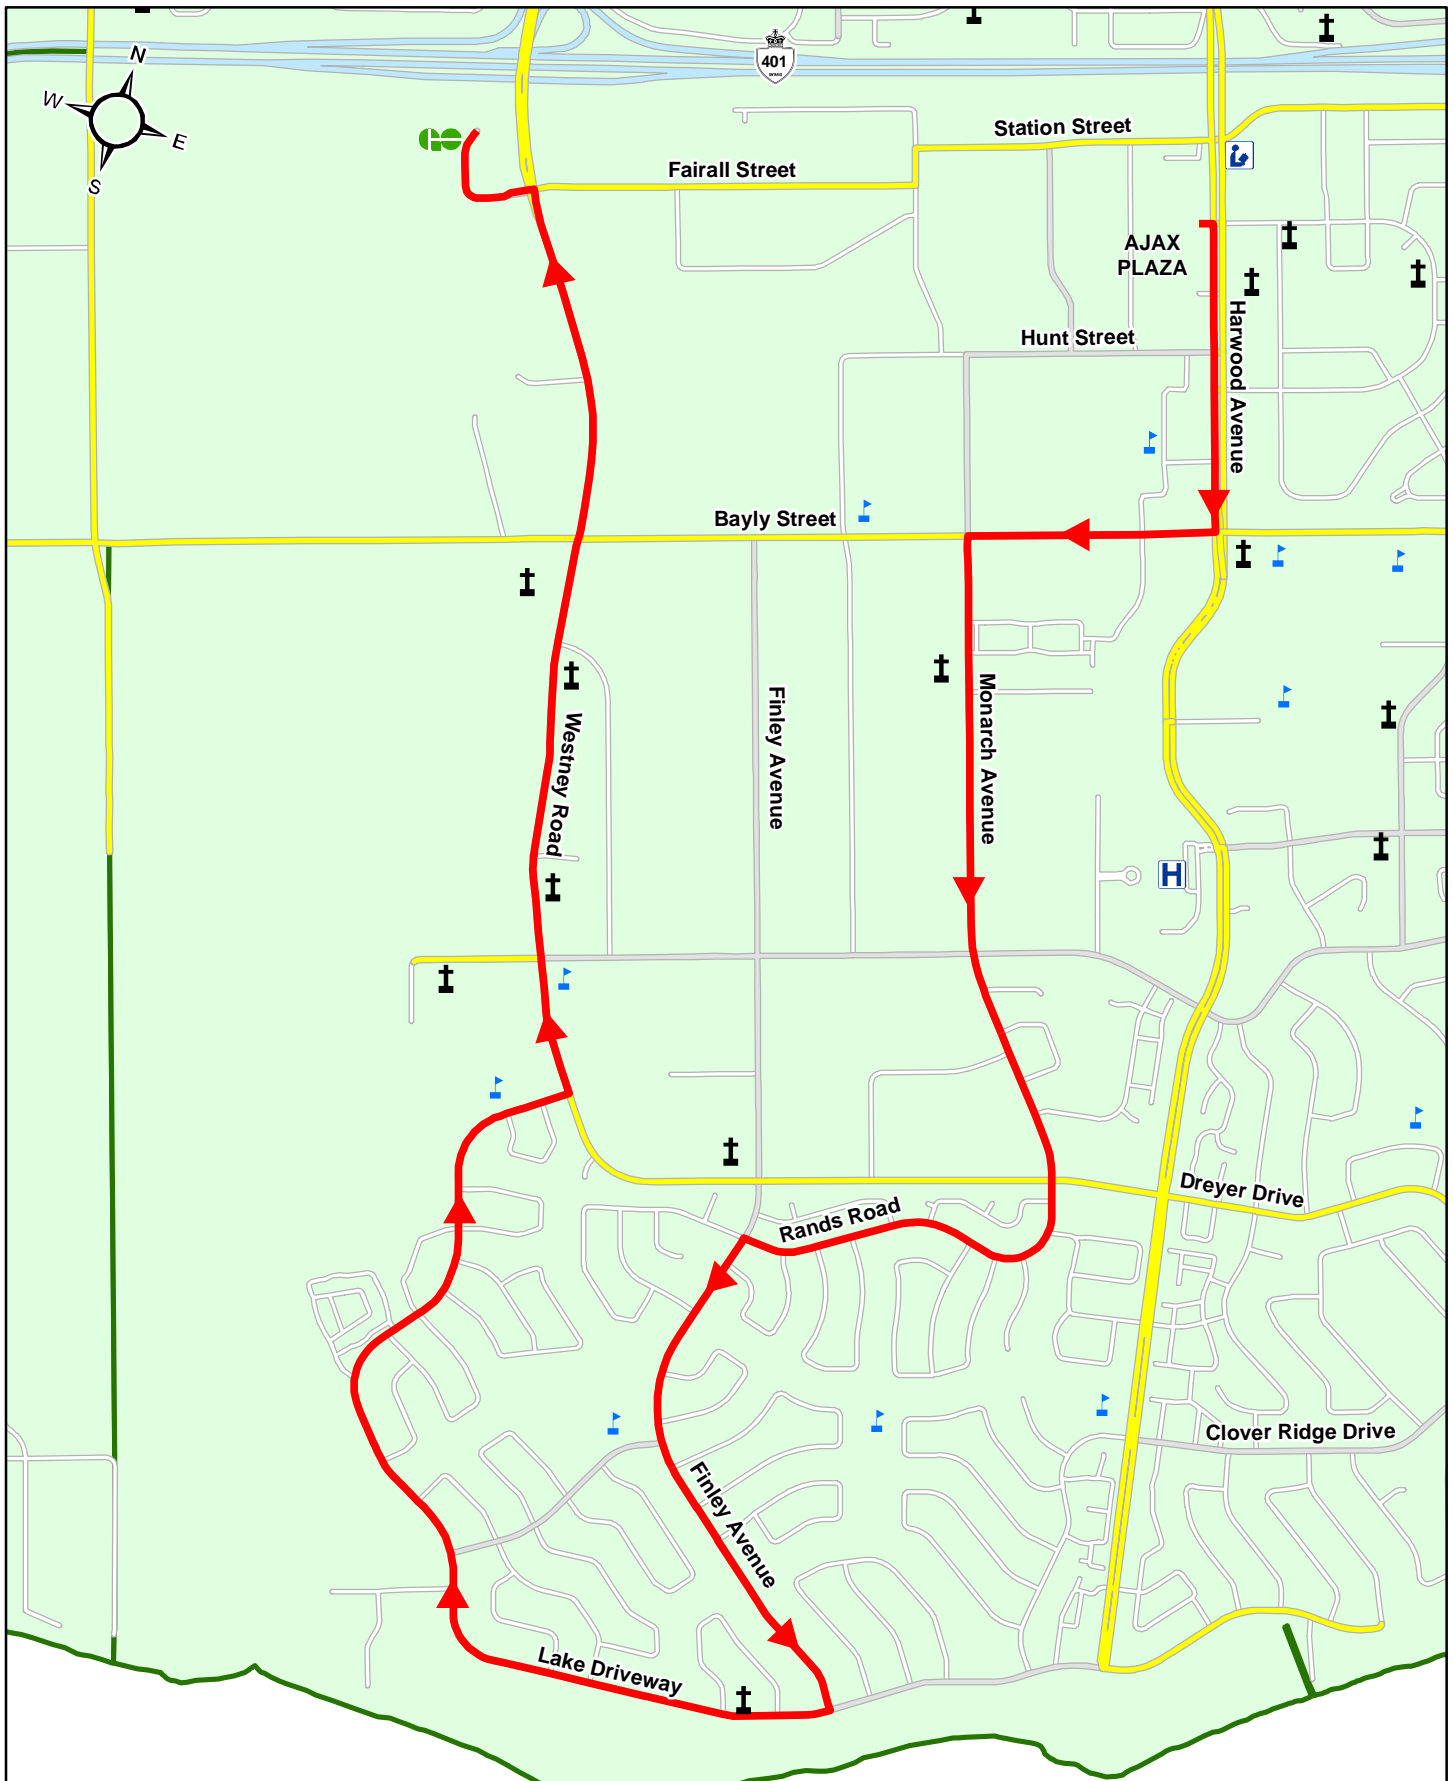 401
N
W
E
S
GO
Station Street
Fairall Street
AJAX
PLAZA
Harwood Avenue
Hunt Street
Bayly Street
Westney Road
Finley Avenue
Monarch Avenue
H
Dreyer Drive
Rands Road
Clover Ridge Drive
Finley Avenue
Lake Driveway